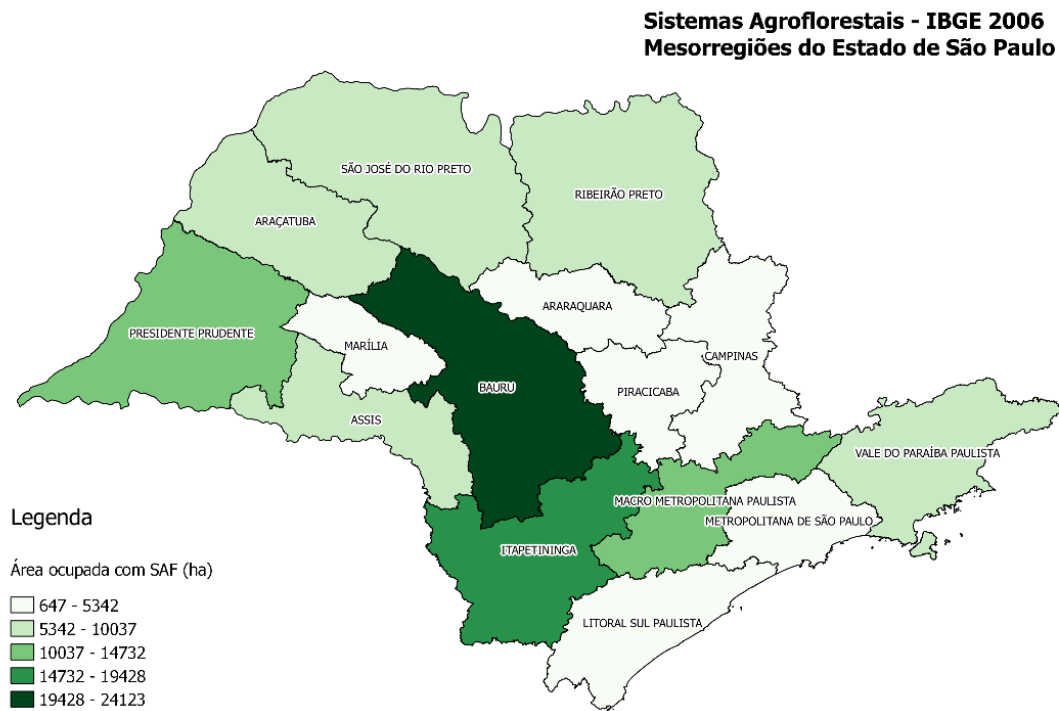 Sistemas Agroflorestais - IBGE 2006
Mesorregiões do Estado de São Paulo
SÃO JOSÉ DO RIO PRETO
RIBEIRÃO PRETO
ARAÇATUBA
ARARAQUARA
PRESIDENTE PRUDENTE
MARÍLIA
CAMPINAS
BAURU
PIRACICABA
ASSIS
VALE DO PARAÍBA PAULISTA
MACRO METROPOLITANA PAULISTA
METROPOLITANA DE SÃO PAULO
ITAPETININGA
LITORAL SUL PAULISTA
Legenda
Área ocupada com SAF (ha)
647 - 5342
5342 - 10037
10037 - 14732
14732 - 19428
19428 - 24123